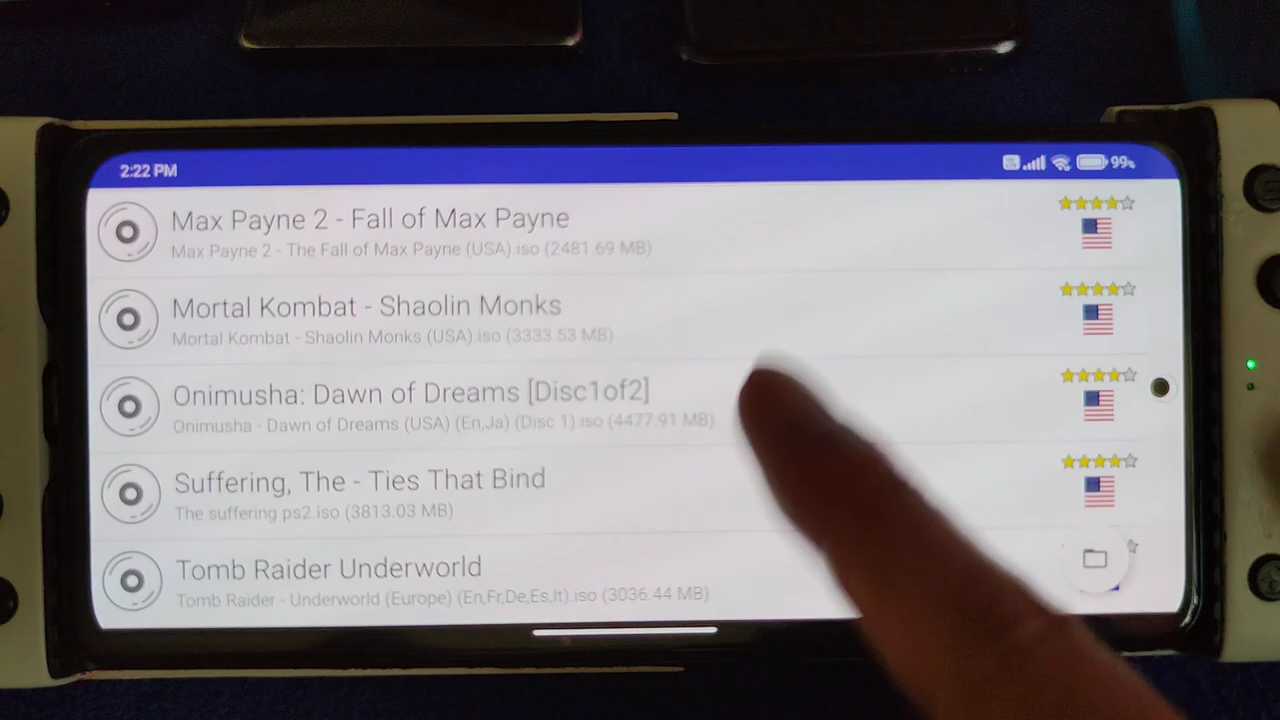 2:22 PM
99%
Max Payne 2 - Fall of Max Payne
Max Payne 2 - The Fall of Max Payne (USA).iso (2481.69 MB)
Mortal Kombat - Shaolin Monks
Mortal Kombat - Shaolin Monks (USA).iso (3333.53 MB)
Onimusha: Dawn of Dreams [Disc1of2]
Onimusha - Dawn of Dreams (USA) (En,Ja) (Disc 1).iso (4477.91 MB)
Suffering, The - Ties That Bind
The suffering ps2.iso (3813.03 MB)
Tomb Raider Underworld
Tomb Raider - Underworld (Europe) (En,Fr,De,Es,It).iso (3036.44 MB)